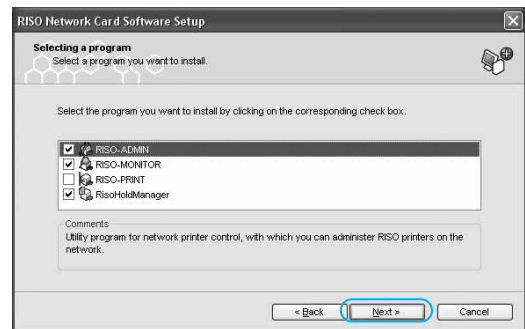 RISO Network Card Software Setup
Selecting a program
Select a program you want to install.
Select the program you want to install by clicking on the corresponding check box.
RISO-ADMIN
RISO-MONITOR
RISO-PRINT
RisoHoldManager
Comments
Utility program for network printer control, with which you can administer RISO printers on the
network.
< Back
Next >
Cancel